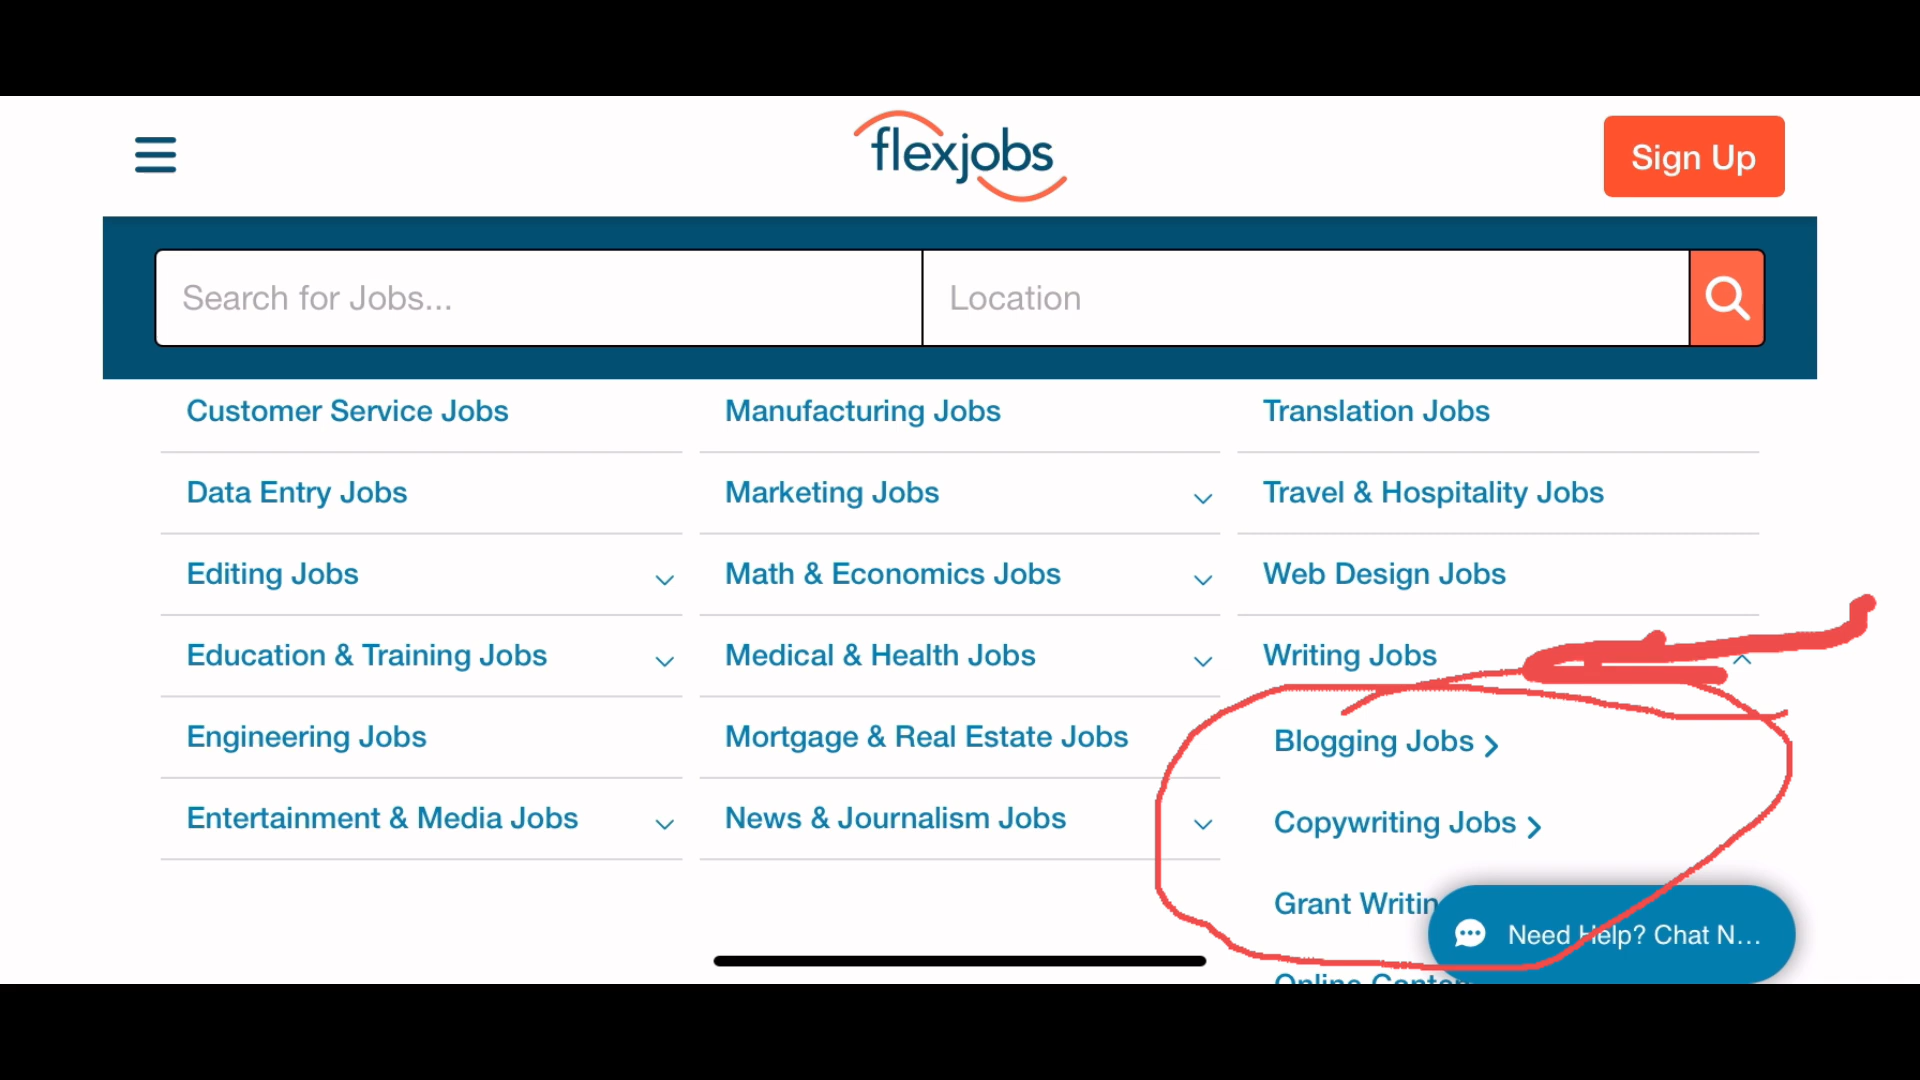 flexjobs
Sign Up
Search for Jobs...
Location
Customer Service Jobs
Data Entry Jobs
Editing Jobs
Education & Training Jobs
Engineering Jobs
Entertainment & Media Jobs
Manufacturing Jobs
Marketing Jobs
Math & Economics Jobs
Medical & Health Jobs
Mortgage & Real Estate Jobs
News & Journalism Jobs
Translation Jobs
Travel & Hospitality Jobs
Web Design Jobs
Writing Jobs
Blogging Jobs
Copywriting Jobs
Grant Writin
Need Help? Chat N...
Online